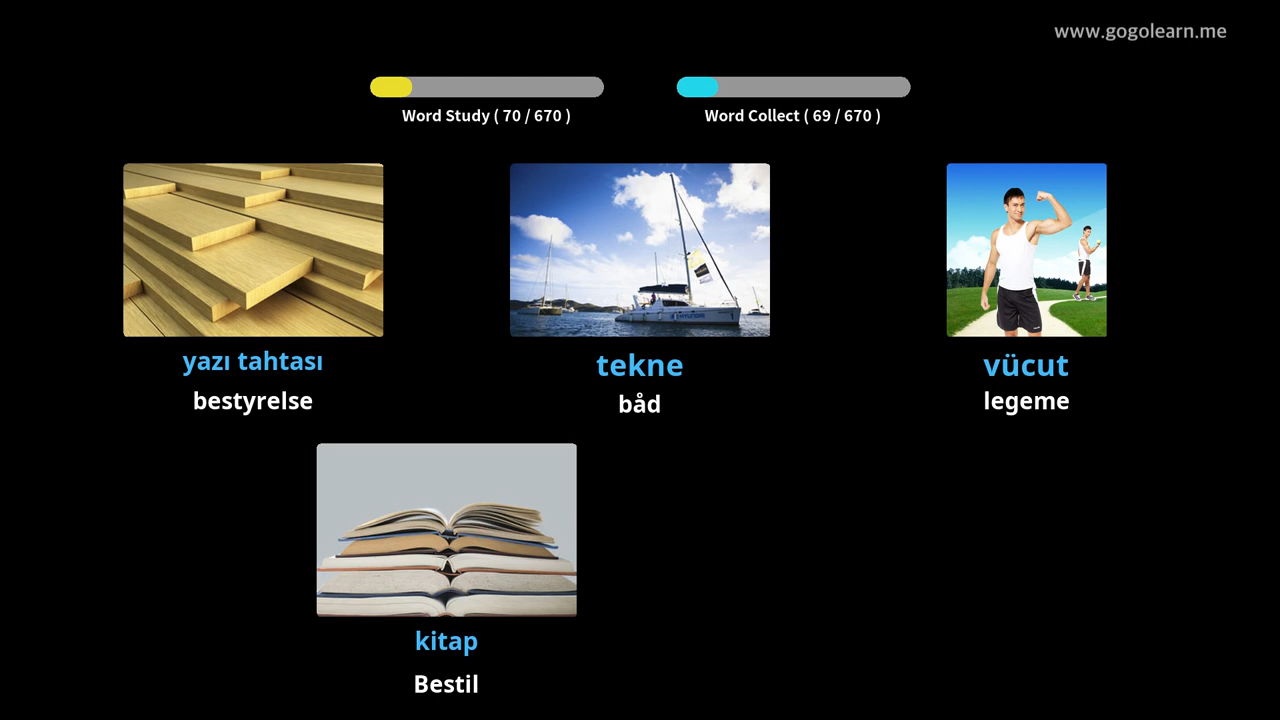 www.gogolearn.me
Word Study ( 70 / 670 )
Word Collect ( 69 / 670 )
yazı tahtası
bestyrelse
tekne
båd
vücut
legeme
kitap
Bestil